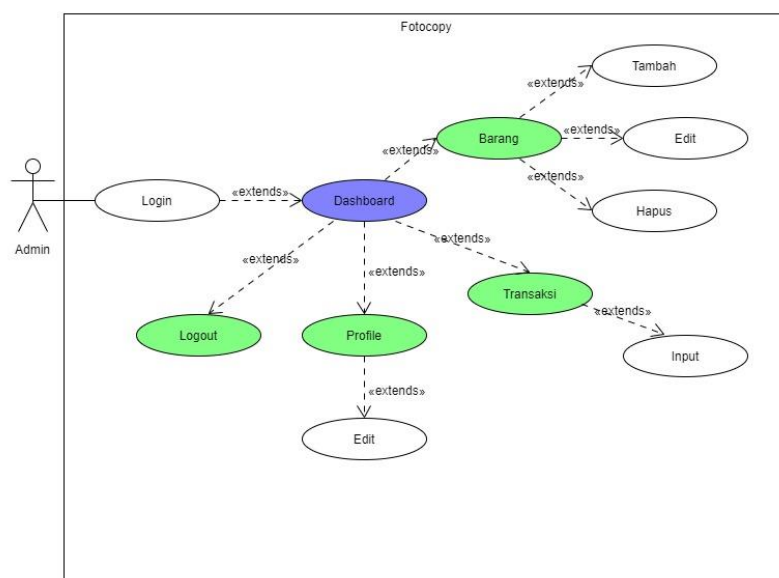 Fotocopy
Tambah
«extends»
«extends»
Barang
«extends»
Edit
«extends»
Login
«extends»
Dashboard
Hapus
Admin
«extends»
«extends»
«extends»
«extends»
Transaksi
«extends»
Logout
Profile
Input
«extends»
Edit